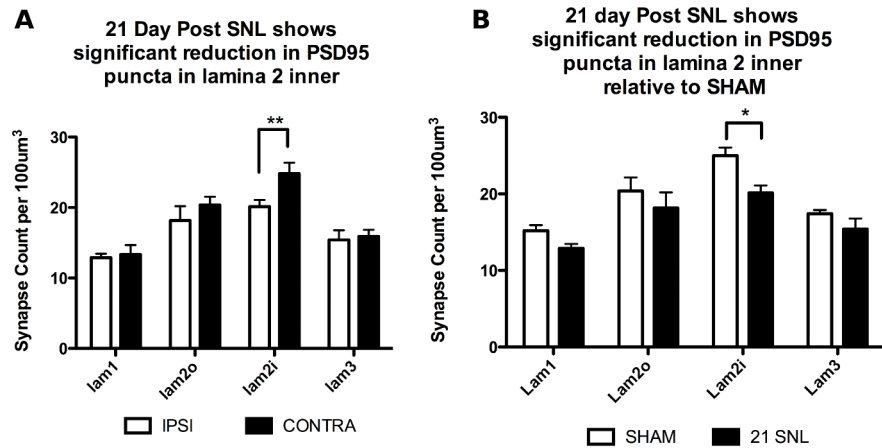 A
21 Day Post SNL shows
significant reduction in PSD95
puncta in lamina 2 inner
Synapse Count per 100um³
30
20
10
0
**
lam1
lam2o
lam2i
lam3
IPSI
CONTRA
B
21 day Post SNL shows
significant reduction in PSD95
puncta in lamina 2 inner
relative to SHAM
Synapse Count per 100um³
30
20
10
0
*
Lam1
Lam2o
Lam2i
Lam3
SHAM
21 SNL